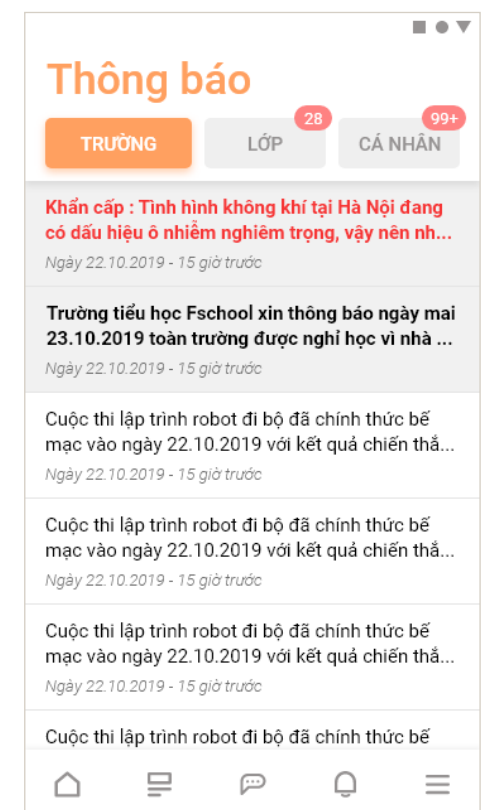 Thông báo
28
99+
TRƯỜNG
LỚP
CÁ NHÂN
Khẩn cấp : Tình hình không khí tại Hà Nội đang
có dấu hiệu ô nhiễm nghiêm trọng, vậy nên nh...
Ngày 22.10.2019 - 15 giờ trước
Trường tiểu học Fschool xin thông báo ngày mai
23.10.2019 toàn trường được nghỉ học vì nhà ...
Ngày 22.10.2019 - 15 giờ trước
Cuộc thi lập trình robot đi bộ đã chính thức bế
mạc vào ngày 22.10.2019 với kết quả chiến thắ...
Ngày 22.10.2019 - 15 giờ trước
Cuộc thi lập trình robot đi bộ đã chính thức bế
mạc vào ngày 22.10.2019 với kết quả chiến thắ...
Ngày 22.10.2019 - 15 giờ trước
Cuộc thi lập trình robot đi bộ đã chính thức bế
mạc vào ngày 22.10.2019 với kết quả chiến thắ...
Ngày 22.10.2019 - 15 giờ trước
Cuộc thi lập trình robot đi bộ đã chính thức bế